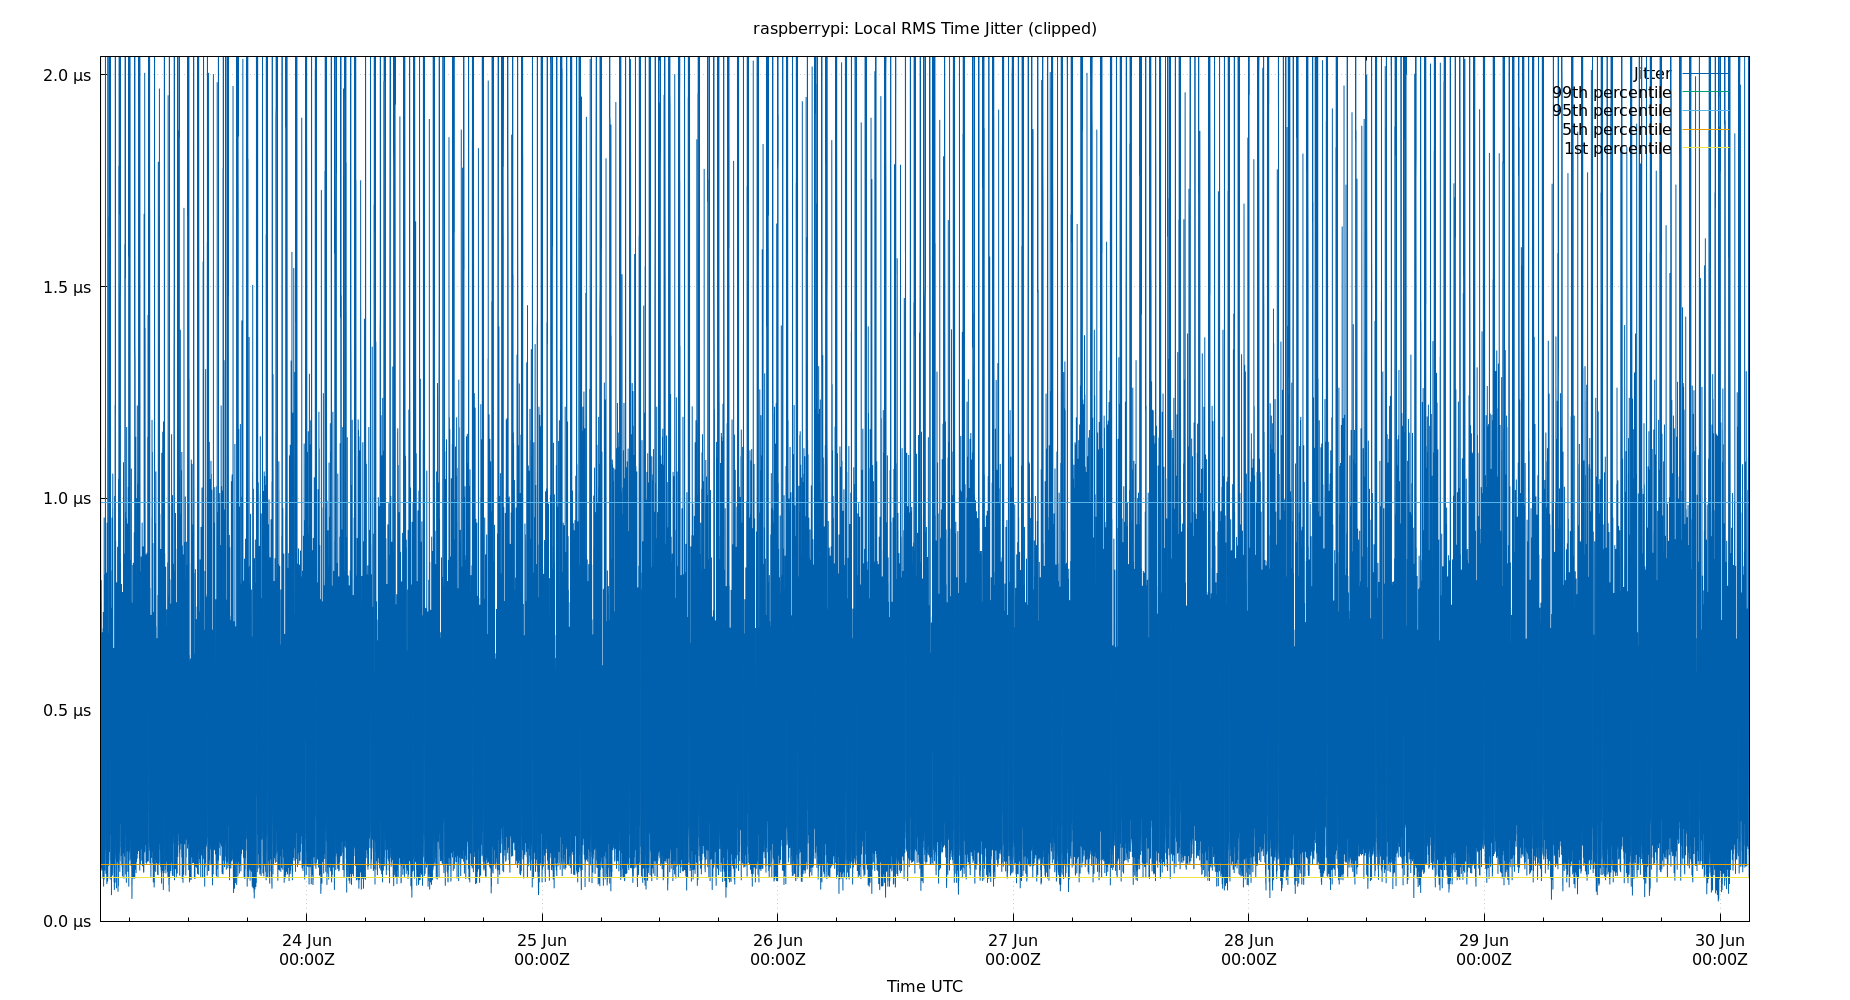 raspberrypi: Local RMS Time Jitter (clipped)
2.0 µs
1.5 µs
1.0 µs
0.5 µs
0.0 µs
Jitter
99th percentile
95th percentile
5th percentile
1st percentile
24 Jun 25 Jun 26 Jun 27 Jun 28 Jun 29 Jun 30 Jun
00:00Z 00:00Z 00:00Z 00:00Z 00:00Z 00:00Z 00:00Z
Time UTC